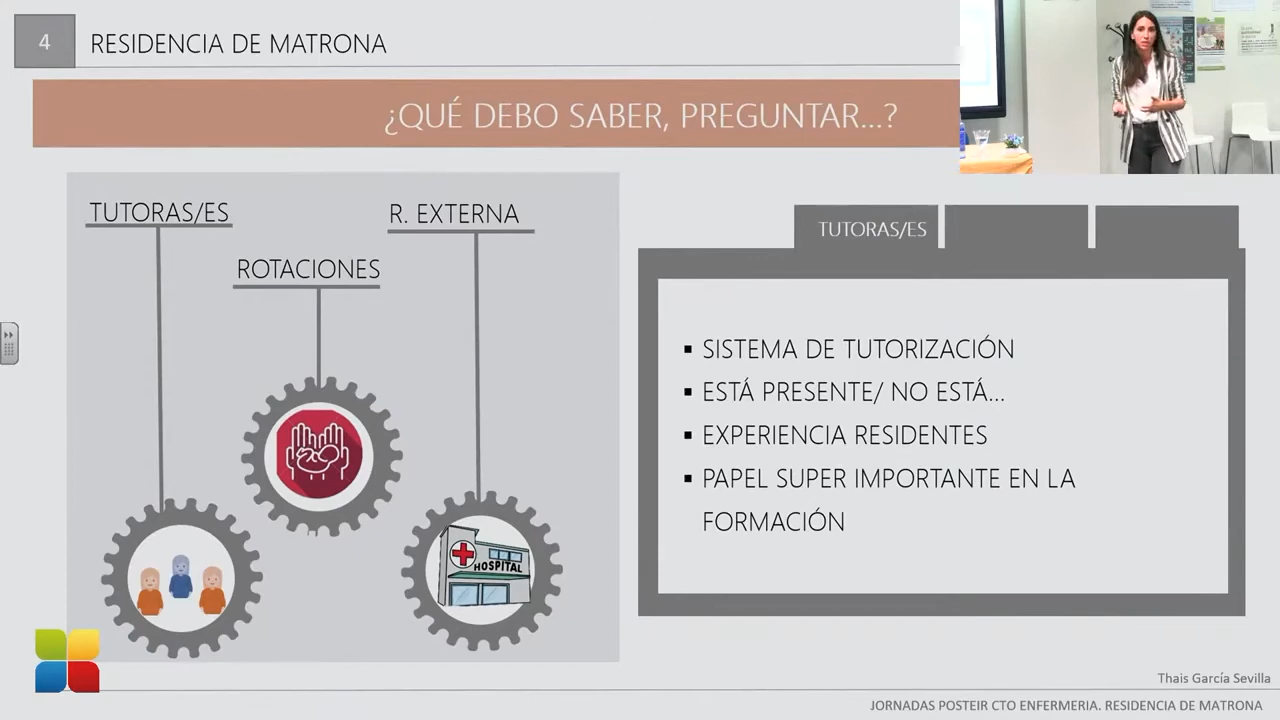 4
RESIDENCIA DE MATRONA
¿QUÉ DEBO SABER, PREGUNTAR...?
TUTORAS/ES
R. EXTERNA
ROTACIONES
HOSPITAL
TUTORAS/ES
▪ SISTEMA DE TUTORIZACIÓN
▪ ESTÁ PRESENTE/ NO ESTÁ...
▪ EXPERIENCIA RESIDENTES
▪ PAPEL SUPER IMPORTANTE EN LA
FORMACIÓN
Thais García Sevilla
JORNADAS POSTEIR CTO ENFERMERIA. RESIDENCIA DE MATRONA